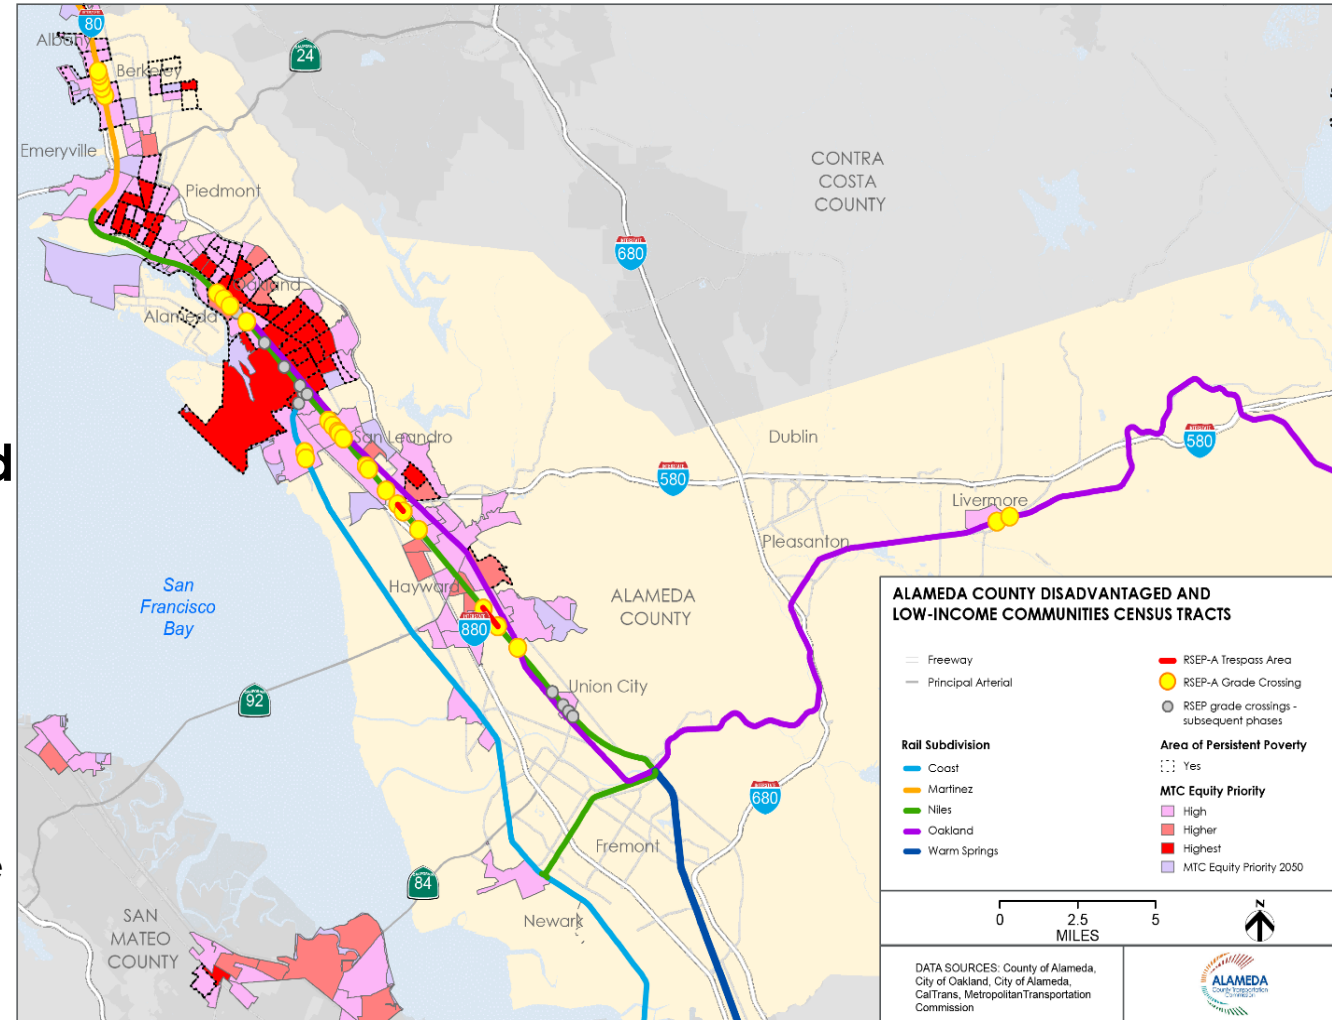 80
Albany
Berkeley
24
Emeryville
Piedmont
CONTRA
COSTA
COUNTY
680
Oakland
Alameda
d
San Leandro
Dublin
580
580
Livermore
Pleasanton
San
Francisco
Bay
Hayward
880
ALAMEDA
COUNTY
Union City
92
680
Fremont
84
Newark
e
SAN
MATEO
COUNTY
ALAMEDA COUNTY DISADVANTAGED AND
LOW-INCOME COMMUNITIES CENSUS TRACTS
Freeway
Principal Arterial
RSEP-A Trespass Area
RSEP-A Grade Crossing
RSEP grade crossings -
subsequent phases
Rail Subdivision
Coast
Martinez
Niles
Oakland
Warm Springs
Area of Persistent Poverty
Yes
MTC Equity Priority
High
Higher
Highest
MTC Equity Priority 2050
0 2.5 5
MILES
N
DATA SOURCES: County of Alameda,
City of Oakland, City of Alameda,
CalTrans, MetropolitanTransportation
Commission
ALAMEDA
County Transportation
Commission